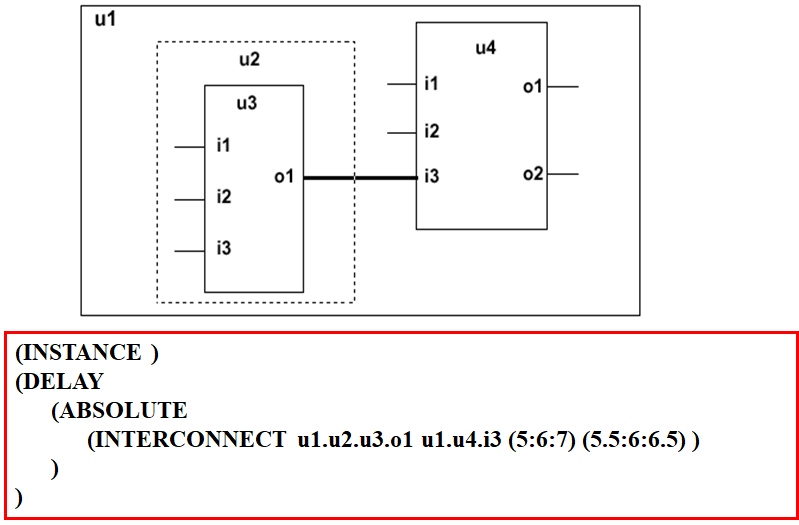 u1
u2
u4
u3
i1
o1
i2
i1
o1
i3
o2
i2
i3
(INSTANCE )
(DELAY
(ABSOLUTE
(INTERCONNECT u1.u2.u3.o1 u1.u4.i3 (5:6:7) (5.5:6:6.5) )
)
)